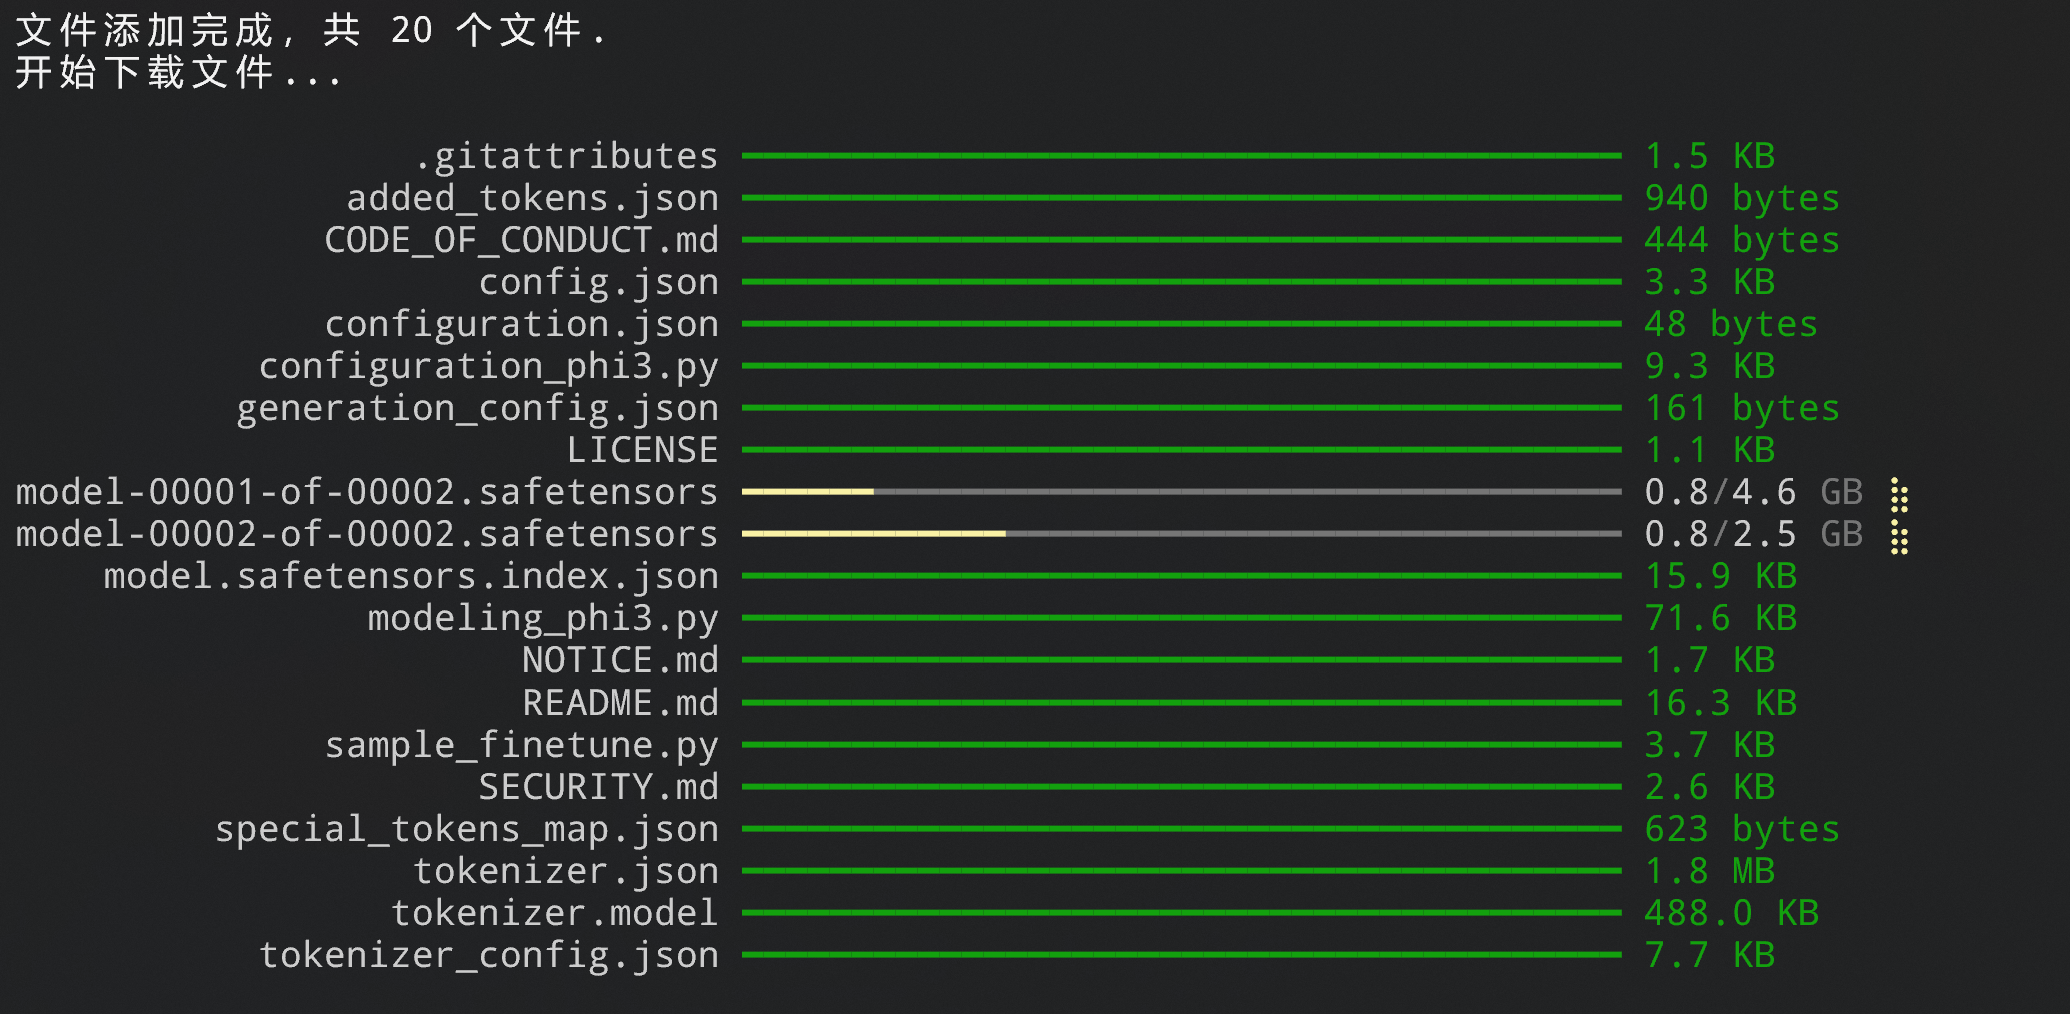 文件添加完成, 共 20 个文件.
开始下载文件...
.gitattributes 1.5 KB
added_tokens.json 940 bytes
CODE_OF_CONDUCT.md 444 bytes
config.json 3.3 KB
configuration.json 48 bytes
configuration_phi3.py 9.3 KB
generation_config.json 161 bytes
LICENSE 1.1 KB
model-00001-of-00002.safetensors 0.8/4.6 GB
model-00002-of-00002.safetensors 0.8/2.5 GB
model.safetensors.index.json 15.9 KB
modeling_phi3.py 71.6 KB
NOTICE.md 1.7 KB
README.md 16.3 KB
sample_finetune.py 3.7 KB
SECURITY.md 2.6 KB
special_tokens_map.json 623 bytes
tokenizer.json 1.8 MB
tokenizer.model 488.0 KB
tokenizer_config.json 7.7 KB